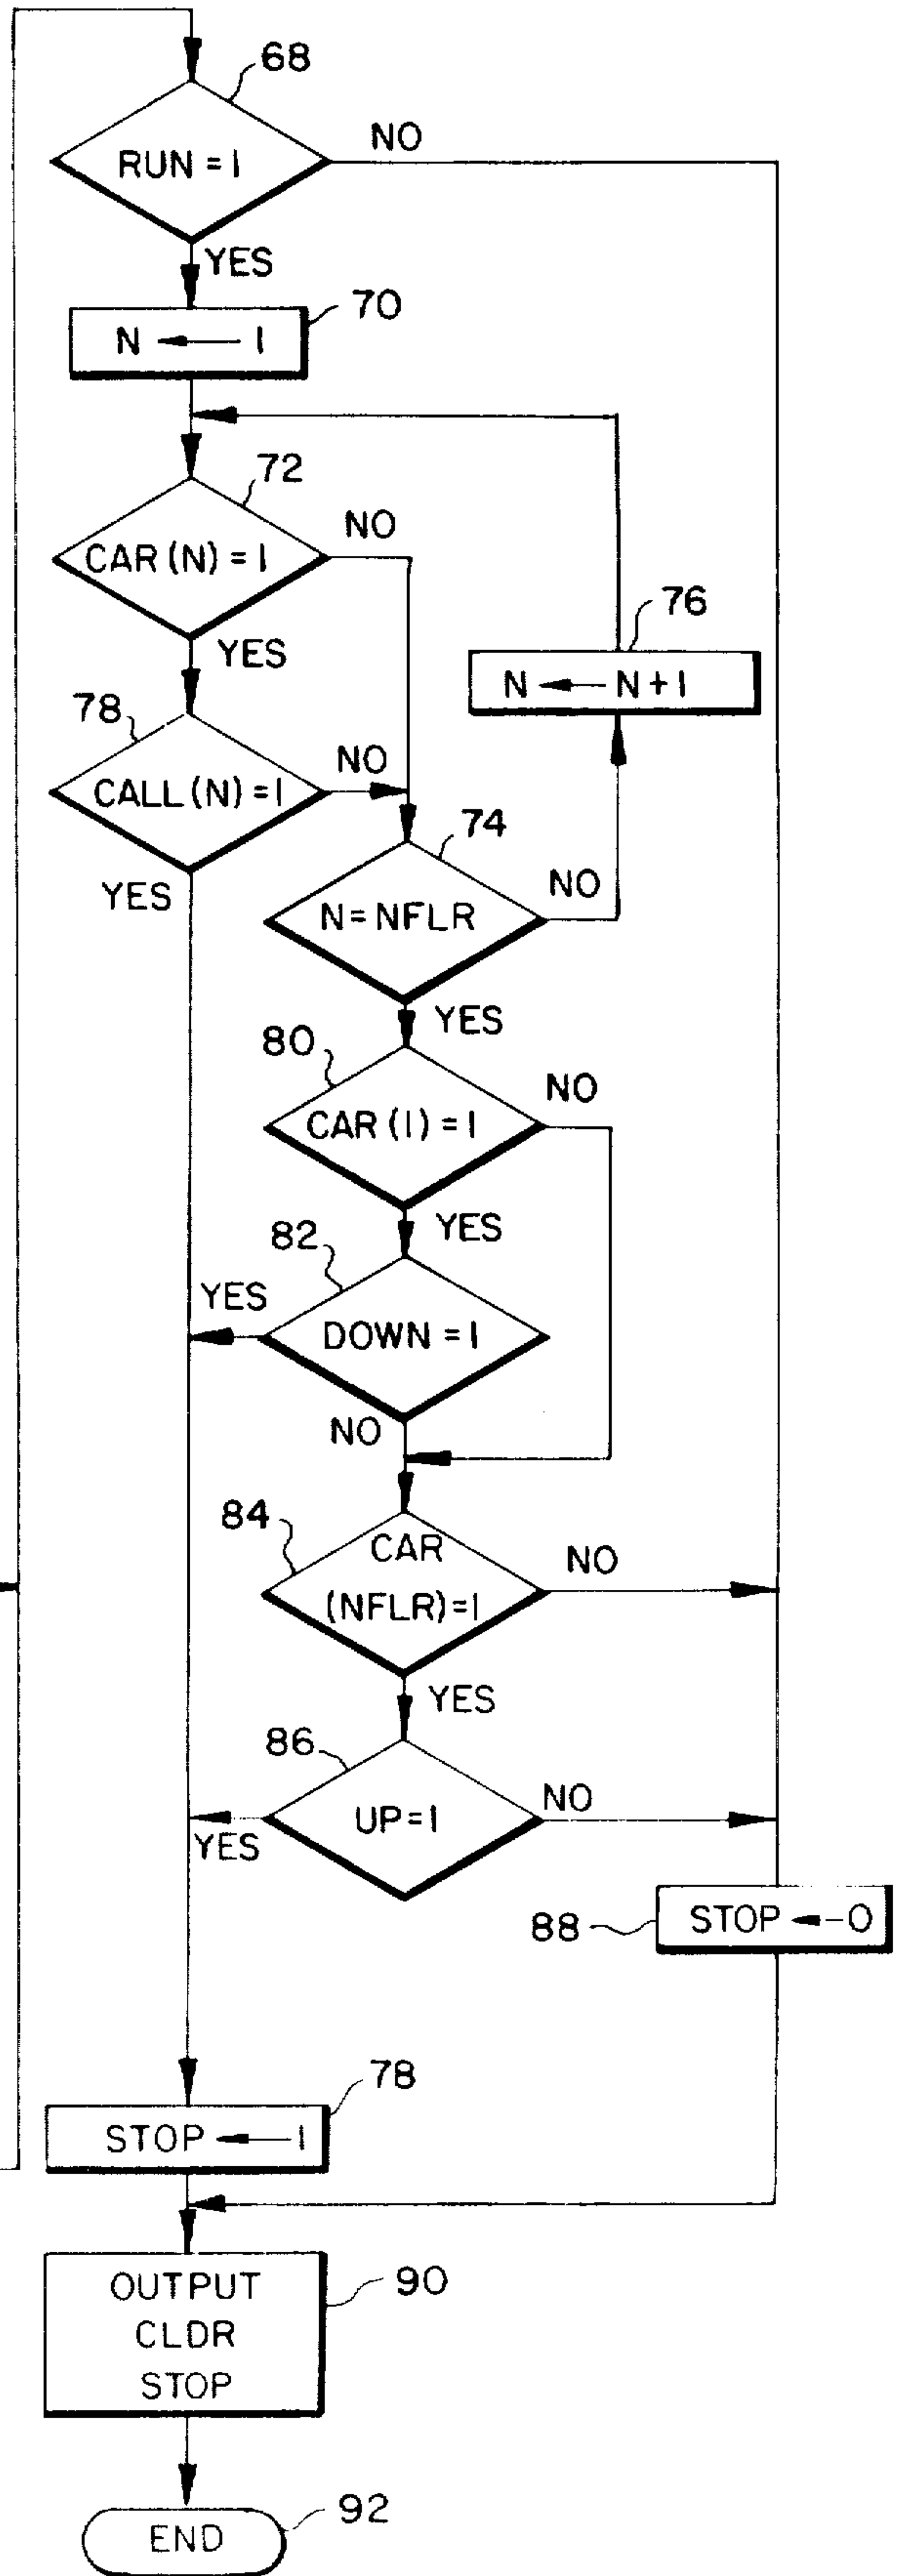 68
RUN = 1
NO
YES
70
N ← 1
72
CAR (N) = 1
NO
YES
76
N ← N + 1
78
CALL (N) = 1
NO
YES
74
N = NFLR
NO
YES
80
CAR (1) = 1
NO
YES
82
DOWN = 1
YES
NO
84
CAR
(NFLR) = 1
NO
YES
86
UP = 1
NO
YES
88
STOP ← 0
78
STOP ← 1
OUTPUT
CLDR
STOP
90
END
92